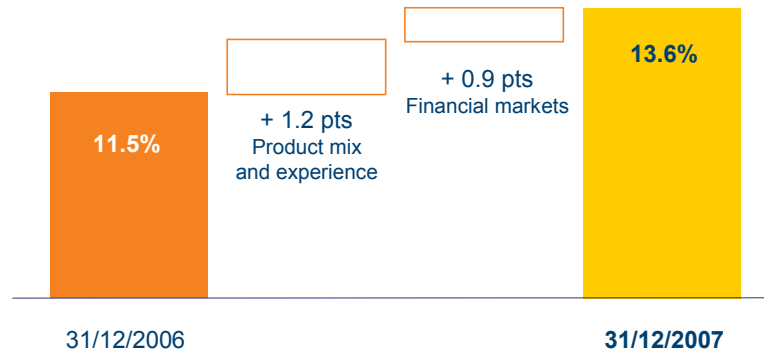 11.5%
+ 1.2 pts
Product mix
and experience
+ 0.9 pts
Financial markets
13.6%
31/12/2006
31/12/2007